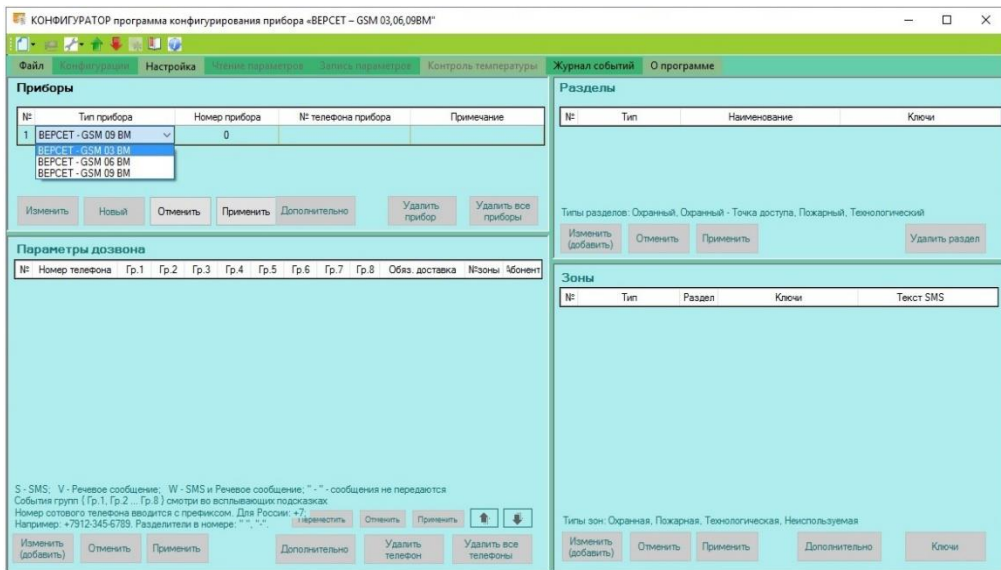 КОНФИГУРАТОР программа конфигурирования прибора «ВЕРСЕТ – GSM 03,06,09ВМ"
Файл Конфигурации Настройка Чтение параметров Запись параметров Контроль температуры Журнал событий О программе
Приборы
№ Тип прибора Номер прибора № телефона прибора Примечание
1 ВЕРСЕТ - GSM 09 ВМ 0
ВЕРСЕТ - GSM 03 ВМ
ВЕРСЕТ - GSM 06 ВМ
ВЕРСЕТ - GSM 09 ВМ
Изменить Новый Отменить Применить Дополнительно Удалить прибор Удалить все приборы
Разделы
№ Тип Наименование Ключи
Типы разделов: Охранный, Охранный - Точка доступа, Пожарный, Технологический
Изменить (добавить) Отменить Применить Удалить раздел
Параметры дозвона
№ Номер телефона Гр.1 Гр.2 Гр.3 Гр.4 Гр.5 Гр.6 Гр.7 Гр.8 Обяз. доставка №зоны Абонент
S - SMS; V - Речевое сообщение; W - SMS и Речевое сообщение; " - " - сообщения не передаются
События групп ( Гр.1, Гр.2 ... Гр.8 ) смотри во всплывающих подсказках
Номер сотового телефона вводится с префиксом. Для России: +7;
Например: +7912-345-6789. Разделители в номере: " ", "-".
Переместить Отменить Применить
Изменить (добавить) Отменить Применить Дополнительно Удалить телефон Удалить все телефоны
Зоны
№ Тип Раздел Ключи Текст SMS
Типы зон: Охранная, Пожарная, Технологическая, Неиспользуемая
Изменить (добавить) Отменить Применить Дополнительно Ключи